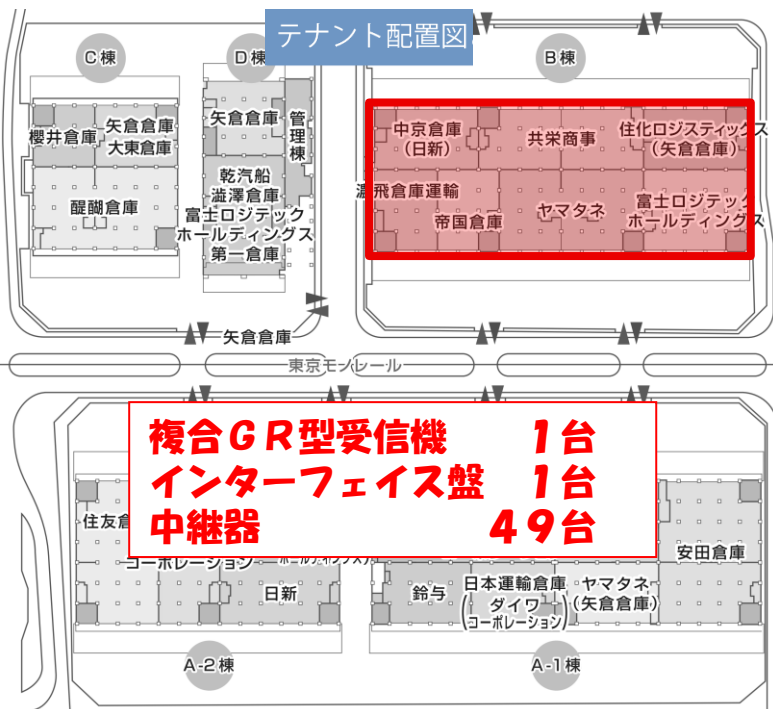 テナント配置図
C棟
D棟
B棟
櫻井倉庫
矢倉倉庫
大東倉庫
醍醐倉庫
矢倉倉庫
管理棟
乾汽船
澁澤倉庫
富士ロジテック
ホールディングス
第一倉庫
中京倉庫
(日新)
共栄商事
住化ロジスティックス
(矢倉倉庫)
濃飛倉庫運輸
帝国倉庫
ヤマタネ
富士ロジテック
ホールディングス
矢倉倉庫
東京モノレール
複合GR型受信機 1台
インターフェイス盤 1台
中継器 49台
住友倉
コーポレーション
日新
鈴与
日本運輸倉庫
(ダイワ
コーポレーション)
ヤマタネ
(矢倉倉庫)
安田倉庫
A-2棟
A-1棟